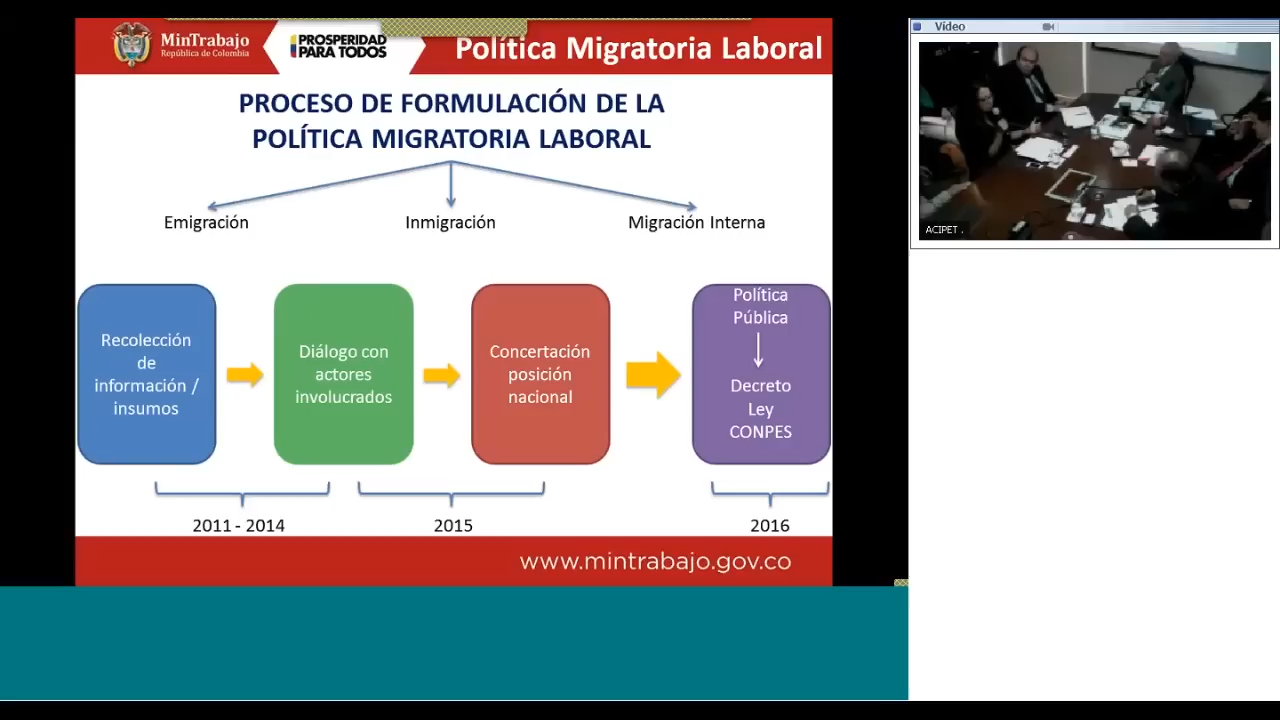 MinTrabajo
República de Colombia
PROSPERIDAD
PARA TODOS
Política Migratoria Laboral
PROCESO DE FORMULACIÓN DE LA
POLÍTICA MIGRATORIA LABORAL
Emigración
Inmigración
Migración Interna
Recolección
de
información /
insumos
Diálogo con
actores
involucrados
Concertación
posición
nacional
Política
Pública
Decreto
Ley
CONPES
2011 - 2014
2015
2016
www.mintrabajo.gov.co
Vídeo
ACIPET .